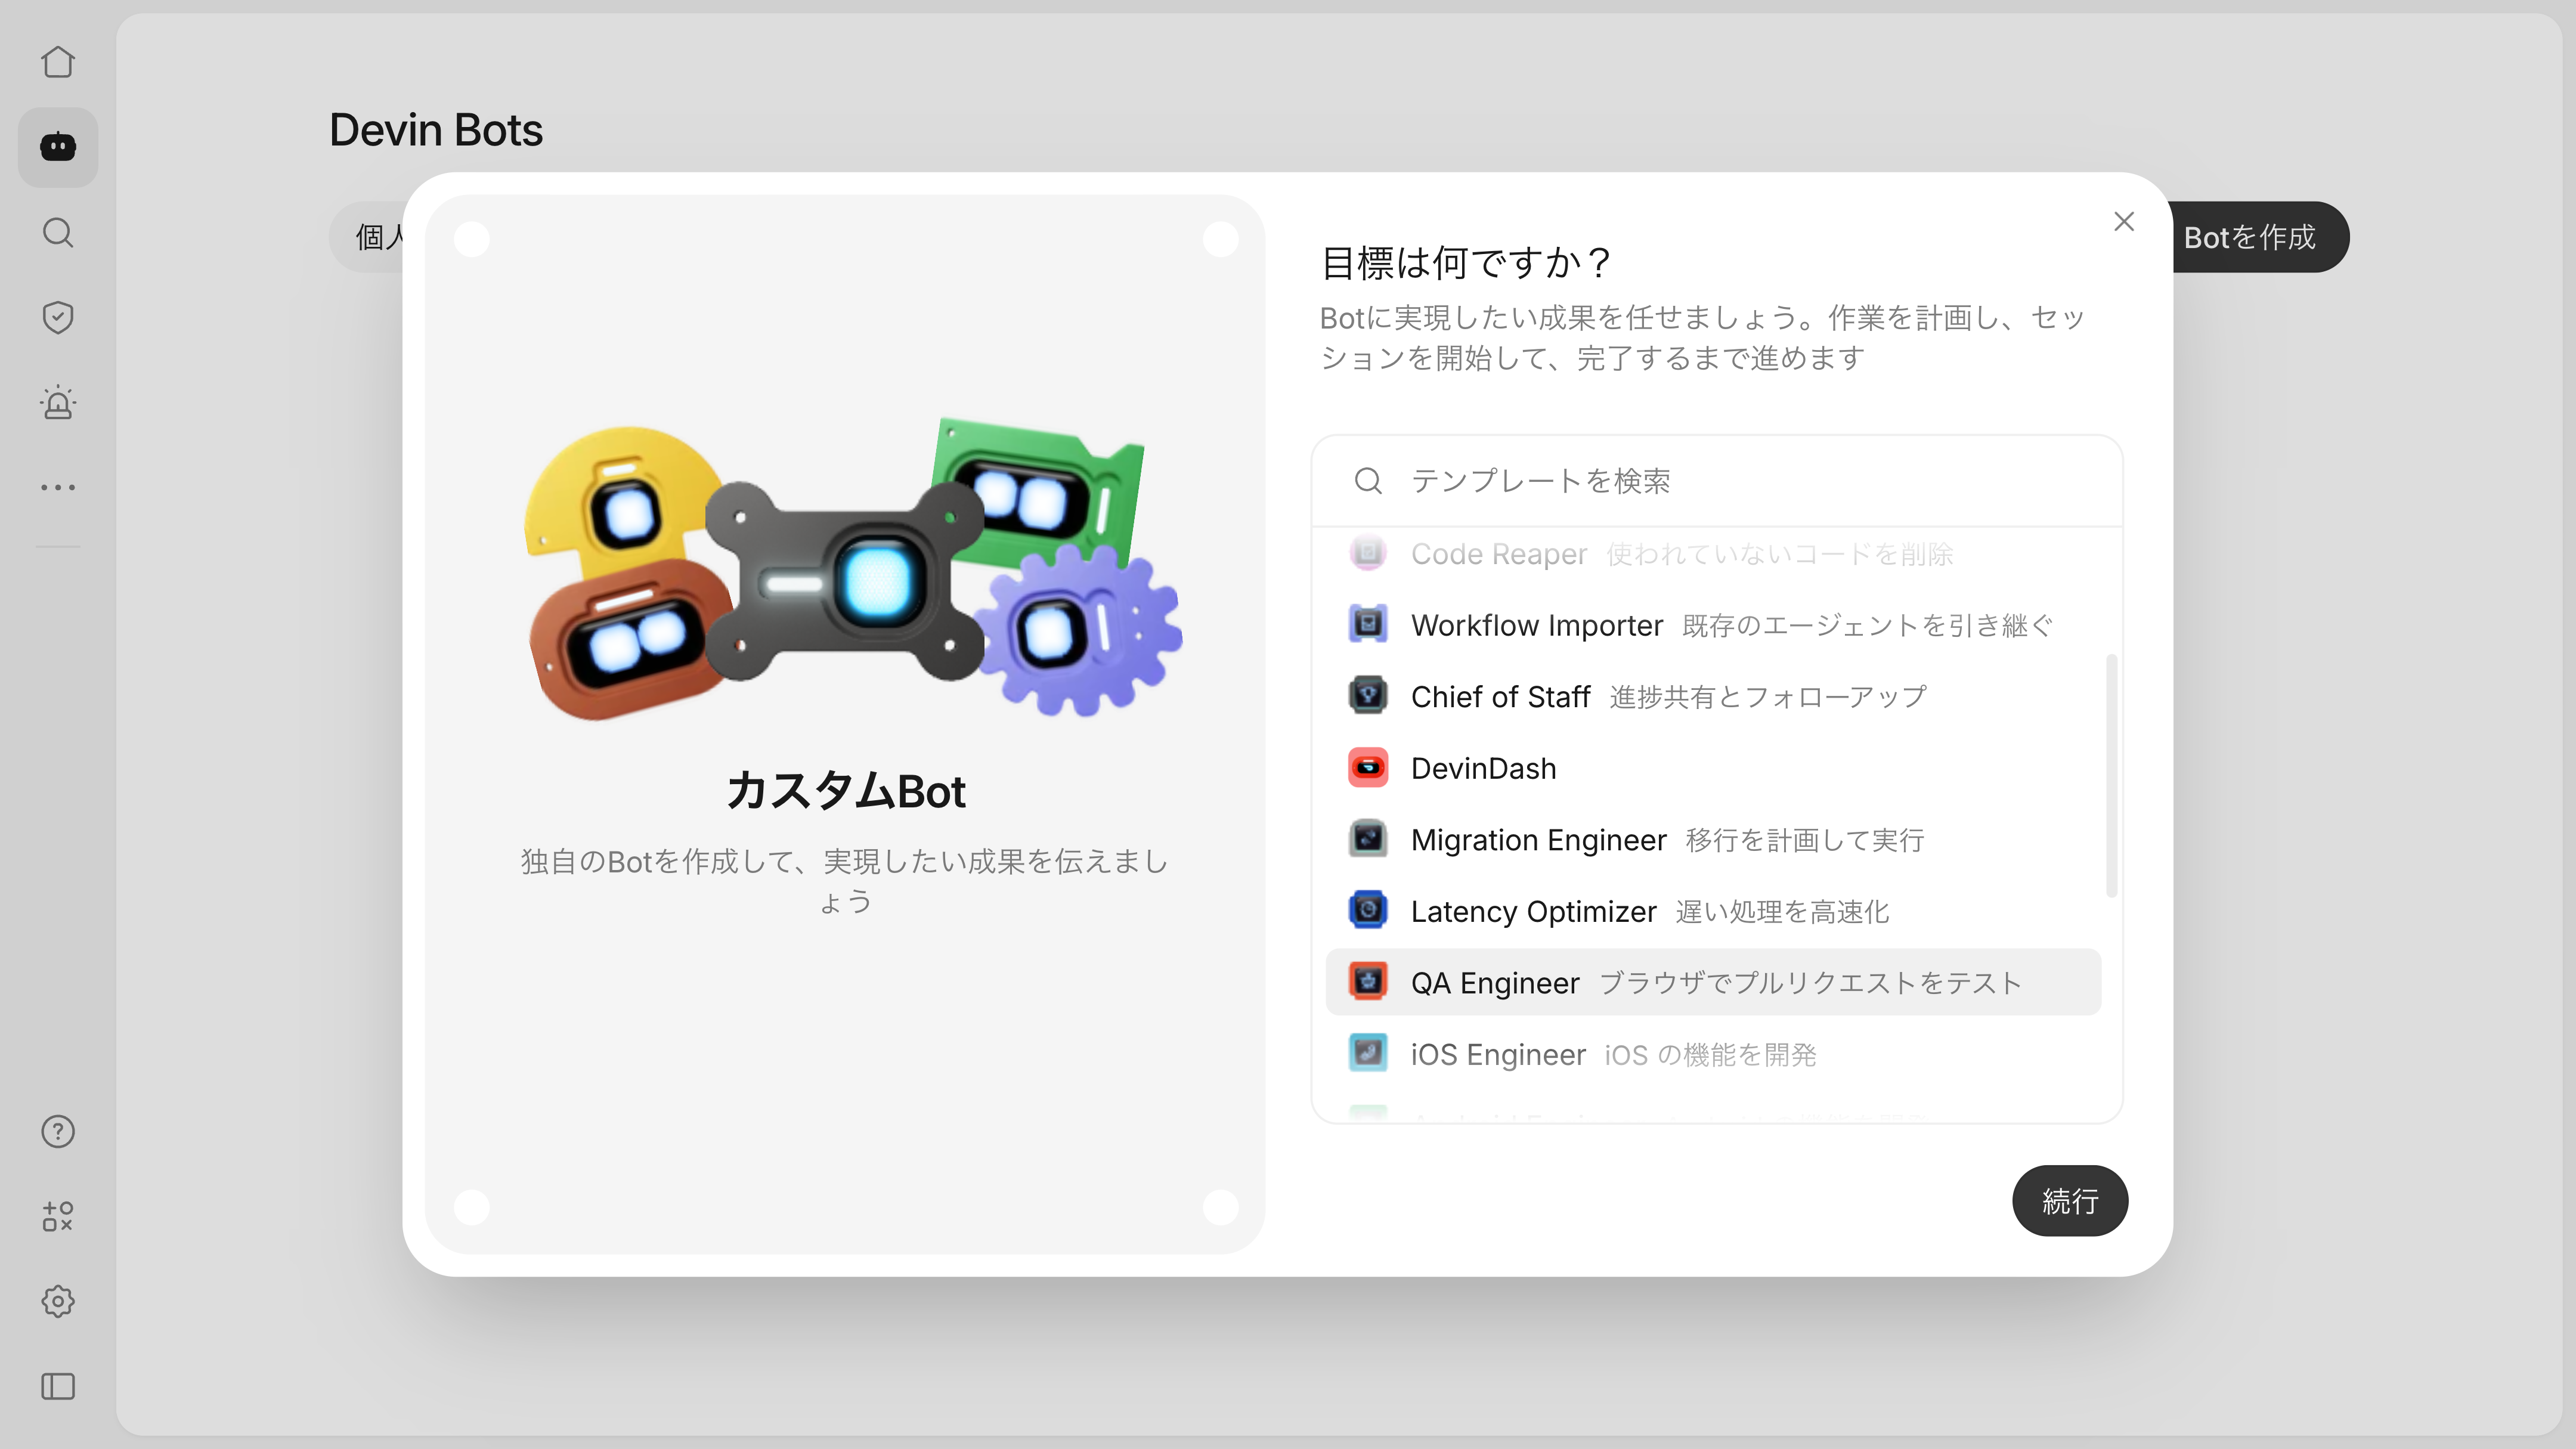 Devin Bots
個人
Botを作成
カスタムBot
独自のBotを作成して、実現したい成果を伝えまし
ょう
目標は何ですか？
Botに実現したい成果を任せましょう。作業を計画し、セッ
ションを開始して、完了するまで進めます
テンプレートを検索
Code Reaper 使われていないコードを削除
Workflow Importer 既存のエージェントを引き継ぐ
Chief of Staff 進捗共有とフォローアップ
DevinDash
Migration Engineer 移行を計画して実行
Latency Optimizer 遅い処理を高速化
QA Engineer ブラウザでプルリクエストをテスト
iOS Engineer iOS の機能を開発
続行